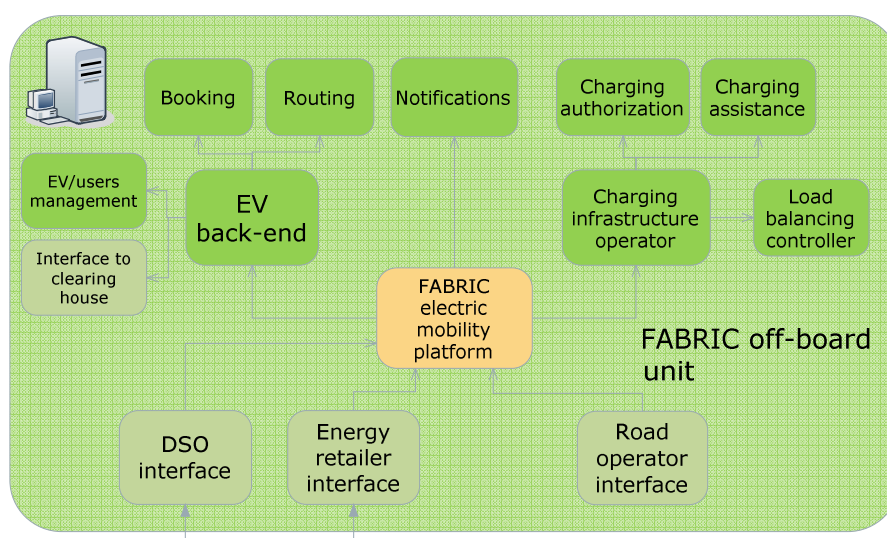 Booking
Routing
Notifications
Charging
authorization
Charging
assistance
EV/users
management
EV
back-end
Charging
infrastructure
operator
Load
balancing
controller
Interface to
clearing
house
FABRIC
electric
mobility
platform
FABRIC off-board
unit
DSO
interface
Energy
retailer
interface
Road
operator
interface